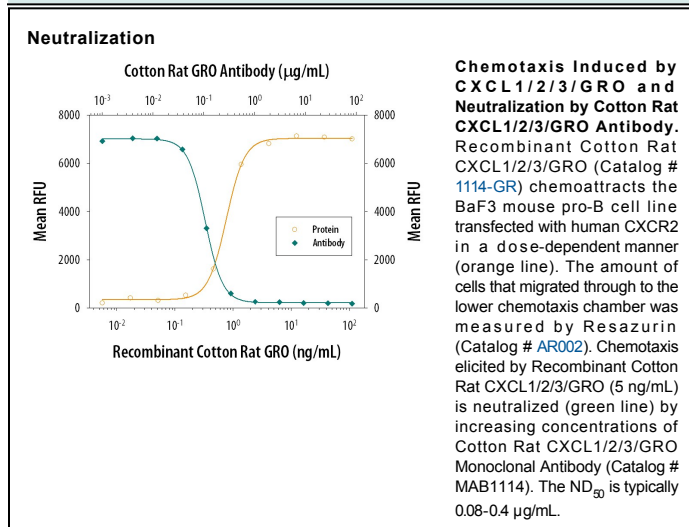 Neutralization
Cotton Rat GRO Antibody (µg/mL)
10⁻³ 10⁻² 10⁻¹ 10⁰ 10¹ 10²
8000 8000
6000 6000
4000 4000
2000 2000
0 0
Mean RFU
Mean RFU
Protein
Antibody
10⁻² 10⁻¹ 10⁰ 10¹ 10²
Recombinant Cotton Rat GRO (ng/mL)
Chemotaxis Induced by
CXCL1/2/3/GRO and
Neutralization by Cotton Rat
CXCL1/2/3/GRO Antibody.
Recombinant Cotton Rat
CXCL1/2/3/GRO (Catalog #
1114-GR) chemoattracts the
BaF3 mouse pro-B cell line
transfected with human CXCR2
in a dose-dependent manner
(orange line). The amount of
cells that migrated through to the
lower chemotaxis chamber was
measured by Resazurin
(Catalog # AR002). Chemotaxis
elicited by Recombinant Cotton
Rat CXCL1/2/3/GRO (5 ng/mL)
is neutralized (green line) by
increasing concentrations of
Cotton Rat CXCL1/2/3/GRO
Monoclonal Antibody (Catalog #
MAB1114). The ND₅₀ is typically
0.08-0.4 µg/mL.